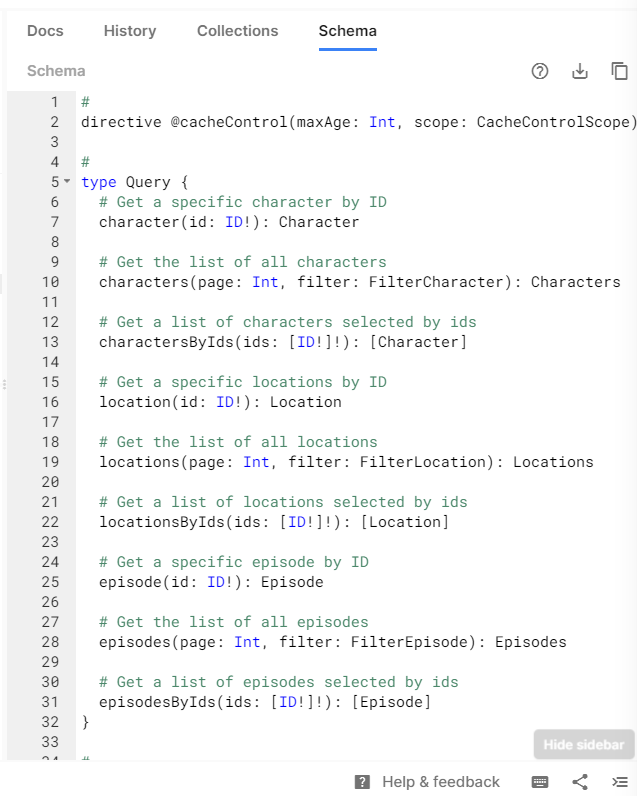 Docs History Collections Schema
Schema
1 #
2 directive @cacheControl(maxAge: Int, scope: CacheControlScope)
3
4 #
5 type Query {
6 # Get a specific character by ID
7 character(id: ID!): Character
8
9 # Get the list of all characters
10 characters(page: Int, filter: FilterCharacter): Characters
11
12 # Get a list of characters selected by ids
13 charactersByIds(ids: [ID!]!): [Character]
14
15 # Get a specific locations by ID
16 location(id: ID!): Location
17
18 # Get the list of all locations
19 locations(page: Int, filter: FilterLocation): Locations
20
21 # Get a list of locations selected by ids
22 locationsByIds(ids: [ID!]!): [Location]
23
24 # Get a specific episode by ID
25 episode(id: ID!): Episode
26
27 # Get the list of all episodes
28 episodes(page: Int, filter: FilterEpisode): Episodes
29
30 # Get a list of episodes selected by ids
31 episodesByIds(ids: [ID!]!): [Episode]
32 }
33
34 #
Hide sidebar
? Help & feedback